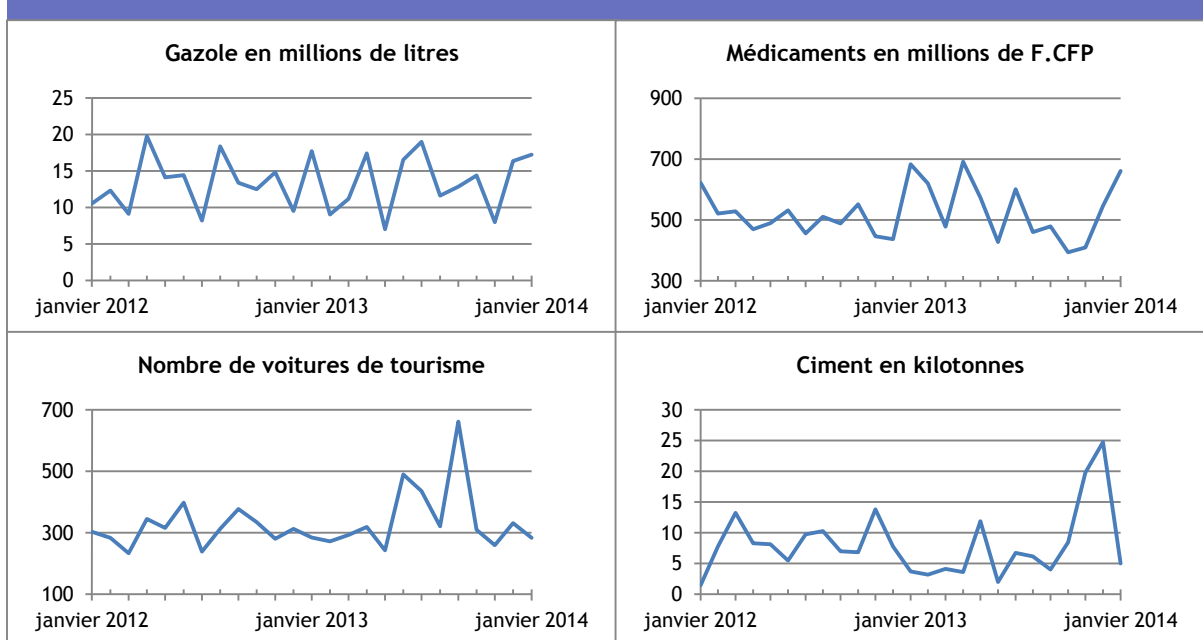 Gazole en millions de litres
25
20
15
10
5
0
janvier 2012 janvier 2013 janvier 2014
Médicaments en millions de F.CFP
900
700
500
300
janvier 2012 janvier 2013 janvier 2014
Nombre de voitures de tourisme
700
500
300
100
janvier 2012 janvier 2013 janvier 2014
Ciment en kilotonnes
30
25
20
15
10
5
0
janvier 2012 janvier 2013 janvier 2014